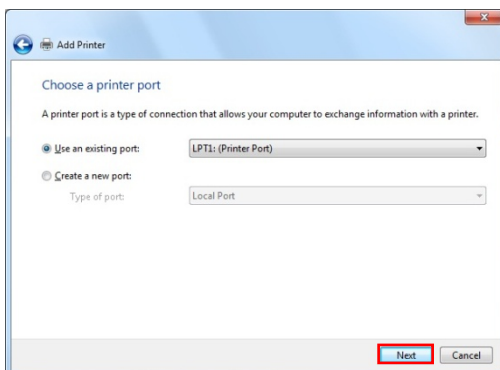 Add Printer
Choose a printer port
A printer port is a type of connection that allows your computer to exchange information with a printer.
Use an existing port: LPT1: (Printer Port)
Create a new port:
Type of port: Local Port
Next Cancel